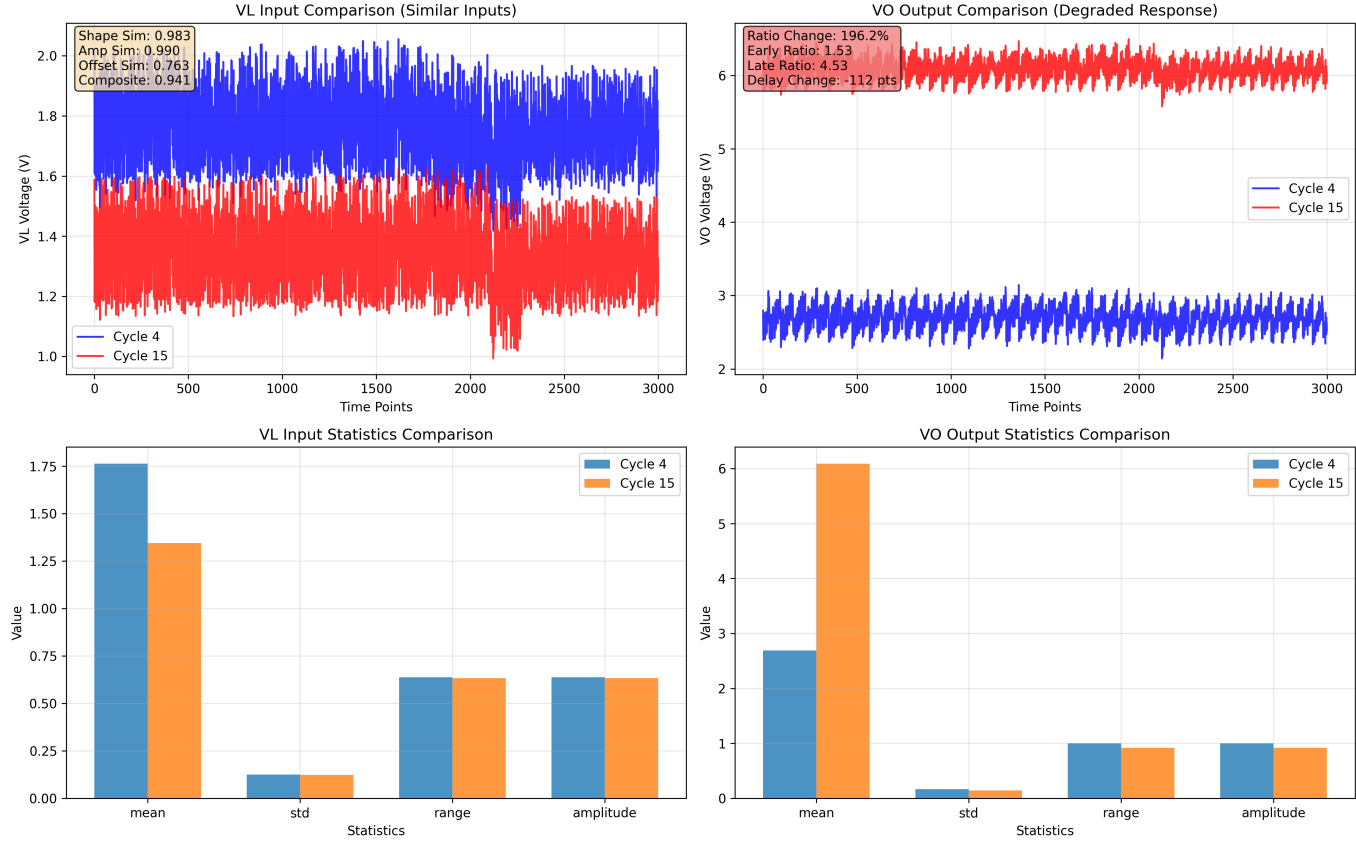 VL Input Comparison (Similar Inputs)
Shape Sim: 0.983
Amp Sim: 0.990
Offset Sim: 0.763
Composite: 0.941
VL Voltage (V)
2.0
1.8
1.6
1.4
1.2
1.0
Cycle 4
Cycle 15
0 500 1000 1500 2000 2500 3000
Time Points
VO Output Comparison (Degraded Response)
Ratio Change: 196.2%
Early Ratio: 1.53
Late Ratio: 4.53
Delay Change: -112 pts
VO Voltage (V)
6
5
4
3
2
Cycle 4
Cycle 15
0 500 1000 1500 2000 2500 3000
Time Points
VL Input Statistics Comparison
Value
1.75
1.50
1.25
1.00
0.75
0.50
0.25
0.00
Cycle 4
Cycle 15
mean std range amplitude
Statistics
VO Output Statistics Comparison
Value
6
5
4
3
2
1
0
Cycle 4
Cycle 15
mean std range amplitude
Statistics